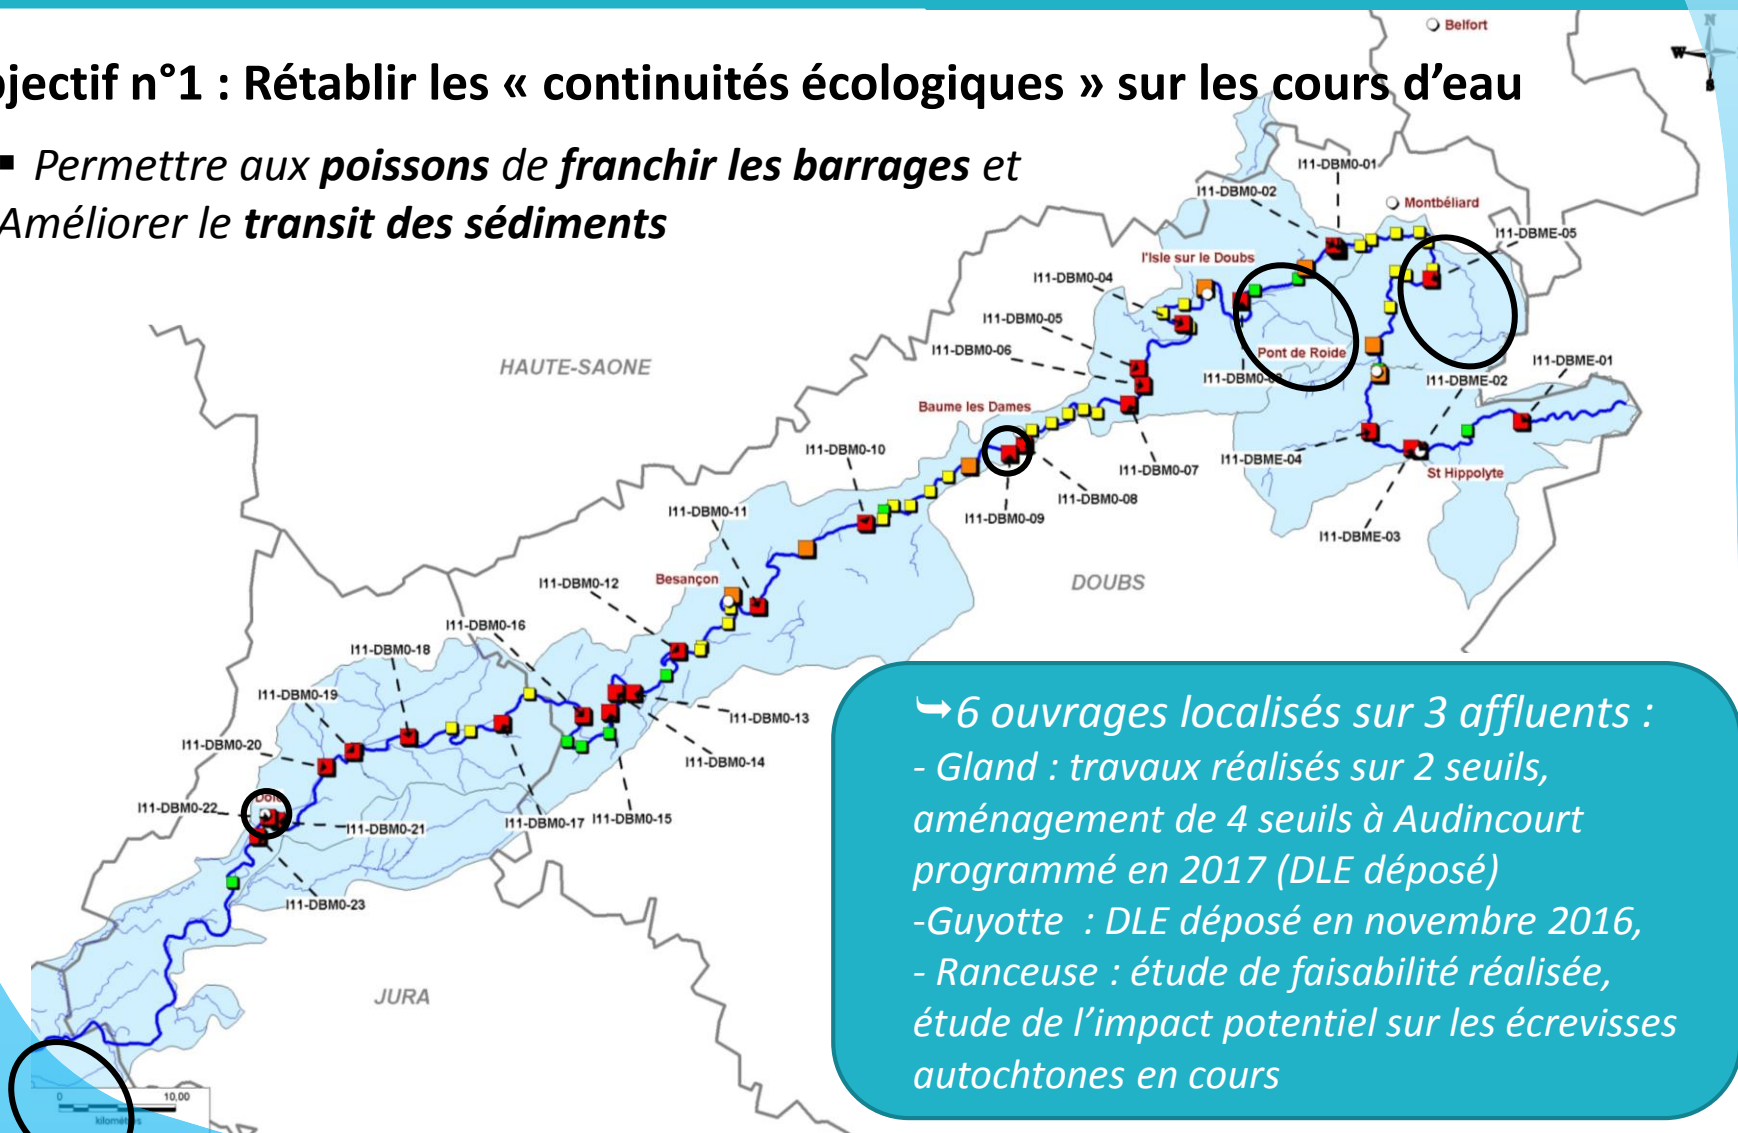 N
W
S
Belfort
bjectif n°1 : Rétablir les « continuités écologiques » sur les cours d'eau
▪ Permettre aux poissons de franchir les barrages et
Améliorer le transit des sédiments
I11-DBM0-01
I11-DBM0-02
Montbéliard
I11-DBME-05
l'Isle sur le Doubs
I11-DBM0-04
I11-DBM0-05
I11-DBM0-06
HAUTE-SAONE
Pont de Roide
I11-DBME-01
I11-DBME-02
Baume les Dames
I11-DBM0-10
I11-DBM0-07
I11-DBME-04
St Hippolyte
I11-DBM0-08
I11-DBM0-11
I11-DBM0-09
I11-DBME-03
I11-DBM0-12
Besançon
DOUBS
I11-DBM0-16
I11-DBM0-18
I11-DBM0-19
I11-DBM0-13
I11-DBM0-20
I11-DBM0-14
I11-DBM0-22
I11-DBM0-21
I11-DBM0-17
I11-DBM0-15
I11-DBM0-23
JURA
0 10,00
➥6 ouvrages localisés sur 3 affluents :
- Gland : travaux réalisés sur 2 seuils,
aménagement de 4 seuils à Audincourt
programmé en 2017 (DLE déposé)
-Guyotte : DLE déposé en novembre 2016,
- Ranceuse : étude de faisabilité réalisée,
étude de l'impact potentiel sur les écrevisses
autochtones en cours